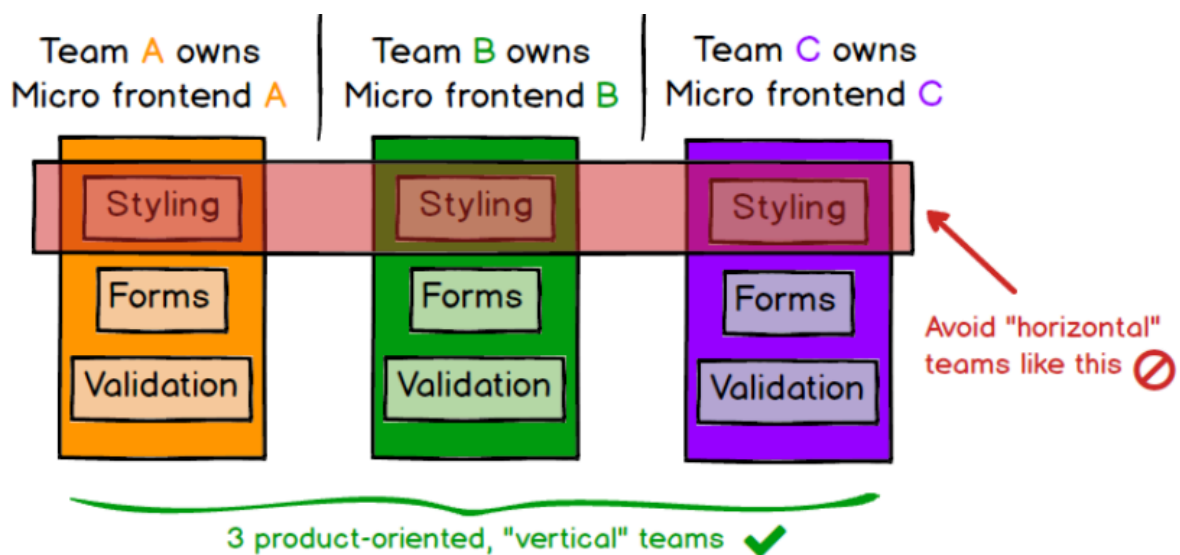 Team A owns
Micro frontend A
Team B owns
Micro frontend B
Team C owns
Micro frontend C
Styling
Styling
Styling
Forms
Forms
Forms
Validation
Validation
Validation
Avoid "horizontal"
teams like this
3 product-oriented, "vertical" teams